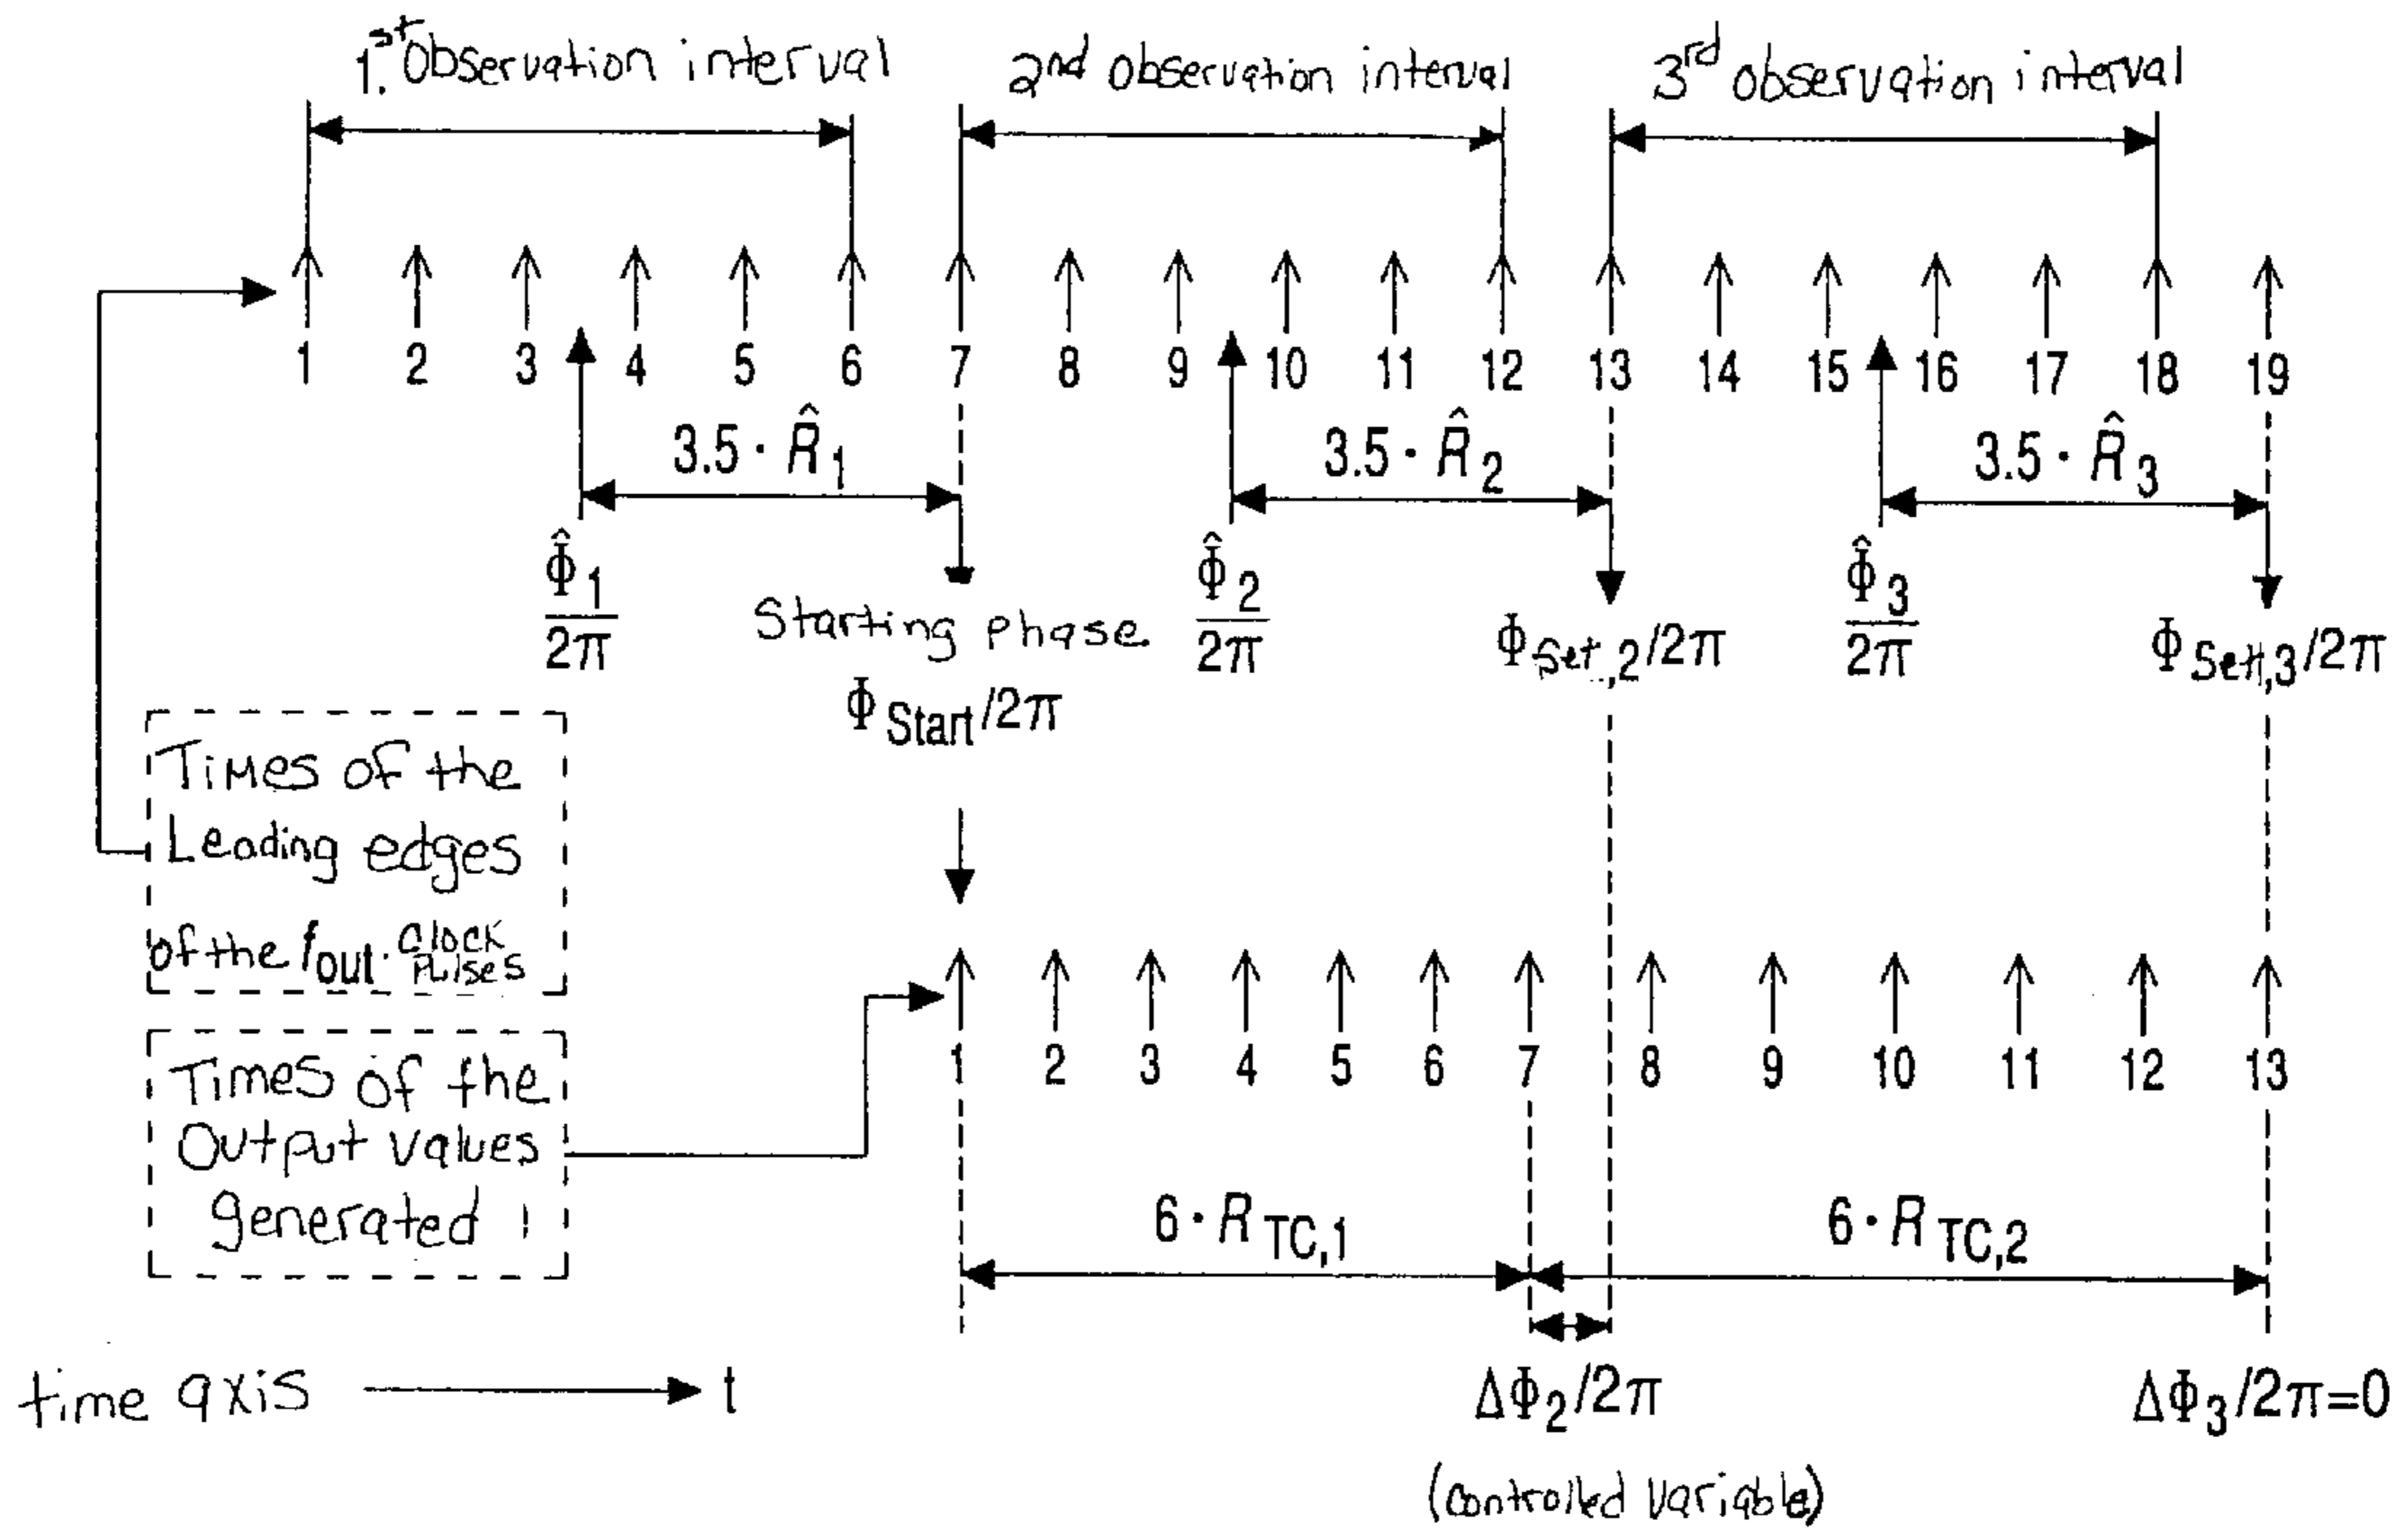 1.st Observation interval
2nd observation interval
3rd observation interval
1 2 3 4 5 6 7 8 9 10 11 12 13 14 15 16 17 18 19
3.5 · R̂1
3.5 · R̂2
3.5 · R̂3
Φ̂1
2π
Starting phase
ΦStart/2π
Φ̂2
2π
ΦSet,2/2π
Φ̂3
2π
ΦSett,3/2π
Times of the
Leading edges
of the fout· Clock
Pulses
Times of the
Output values
generated
1 2 3 4 5 6 7 8 9 10 11 12 13
6 · RTC,1
6 · RTC,2
time axis
t
ΔΦ2/2π
ΔΦ3/2π=0
(controlled variable)